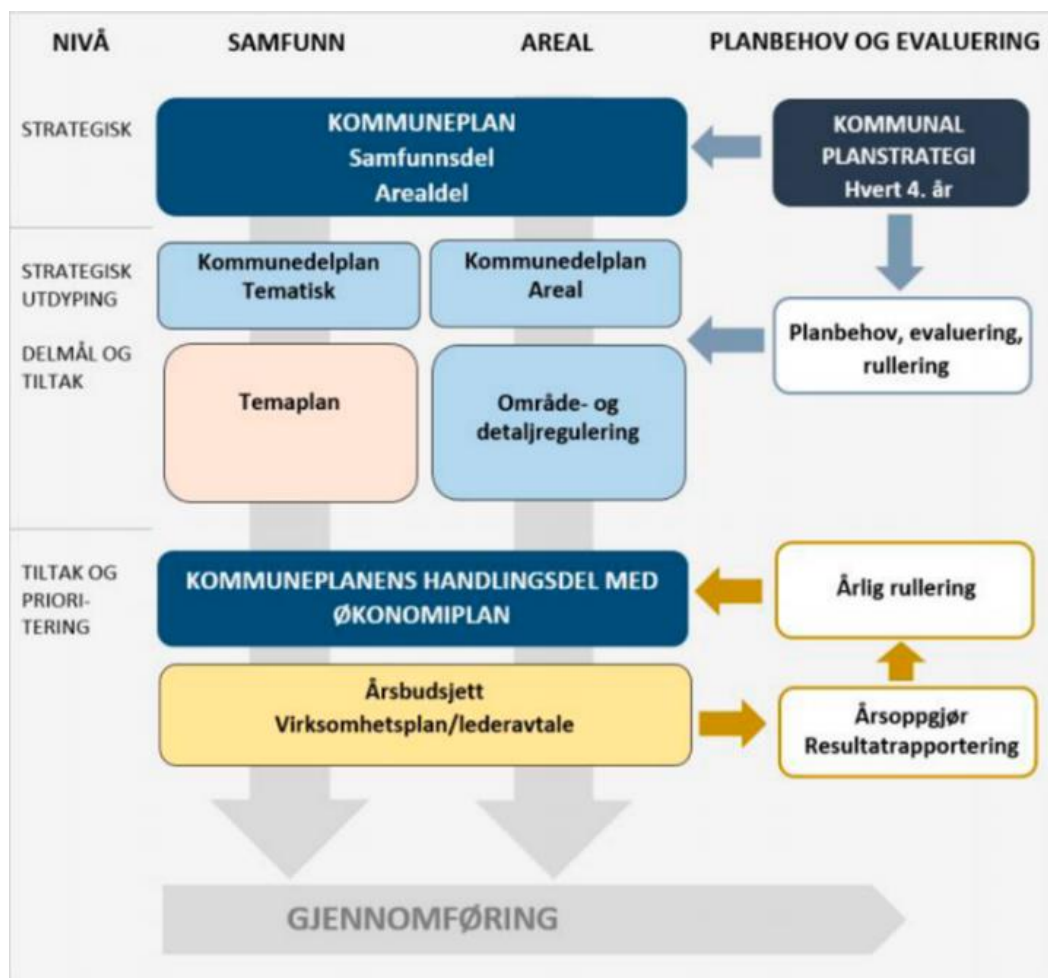 NIVÅ
SAMFUNN
AREAL
PLANBEHOV OG EVALUERING
STRATEGISK
KOMMUNEPLAN
Samfunnsdel
Arealdel
KOMMUNAL
PLANSTRATEGI
Hvert 4. år
STRATEGISK
UTDYPING
Kommunedelplan
Tematisk
Kommunedelplan
Areal
Planbehov, evaluering,
rullering
DELMÅL OG
TILTAK
Temaplan
Område- og
detaljregulering
TILTAK OG
PRIORI-
TERING
KOMMUNEPLANENS HANDLINGSDEL MED
ØKONOMIPLAN
Årlig rullering
Årsbudsjett
Virksomhetsplan/lederavtale
Årsoppgjør
Resultatrapportering
GJENNOMFØRING